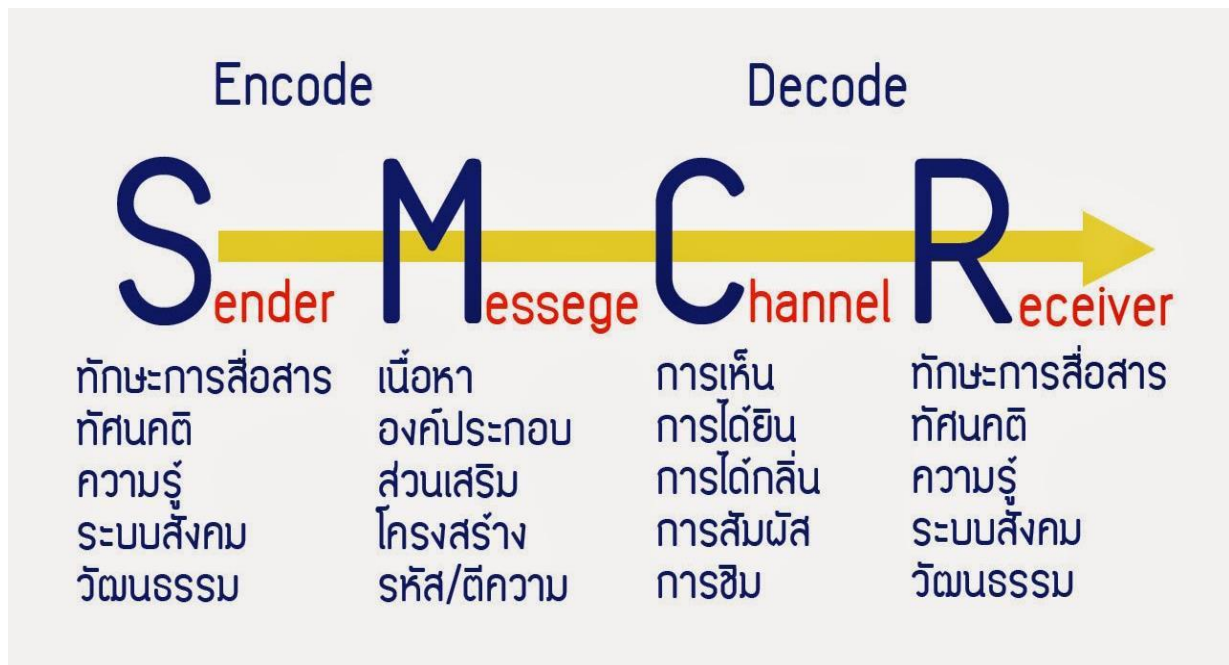 Encode Decode
Sender Messege Channel Receiver
ทักษะการสื่อสาร เนื้อหา การเห็น ทักษะการสื่อสาร
ทัศนคติ องค์ประกอบ การได้ยิน ทัศนคติ
ความรู้ ส่วนเสริม การได้กลิ่น ความรู้
ระบบสังคม โครงสร้าง การสัมผัส ระบบสังคม
วัฒนธรรม รหัส/ตีความ การชิม วัฒนธรรม